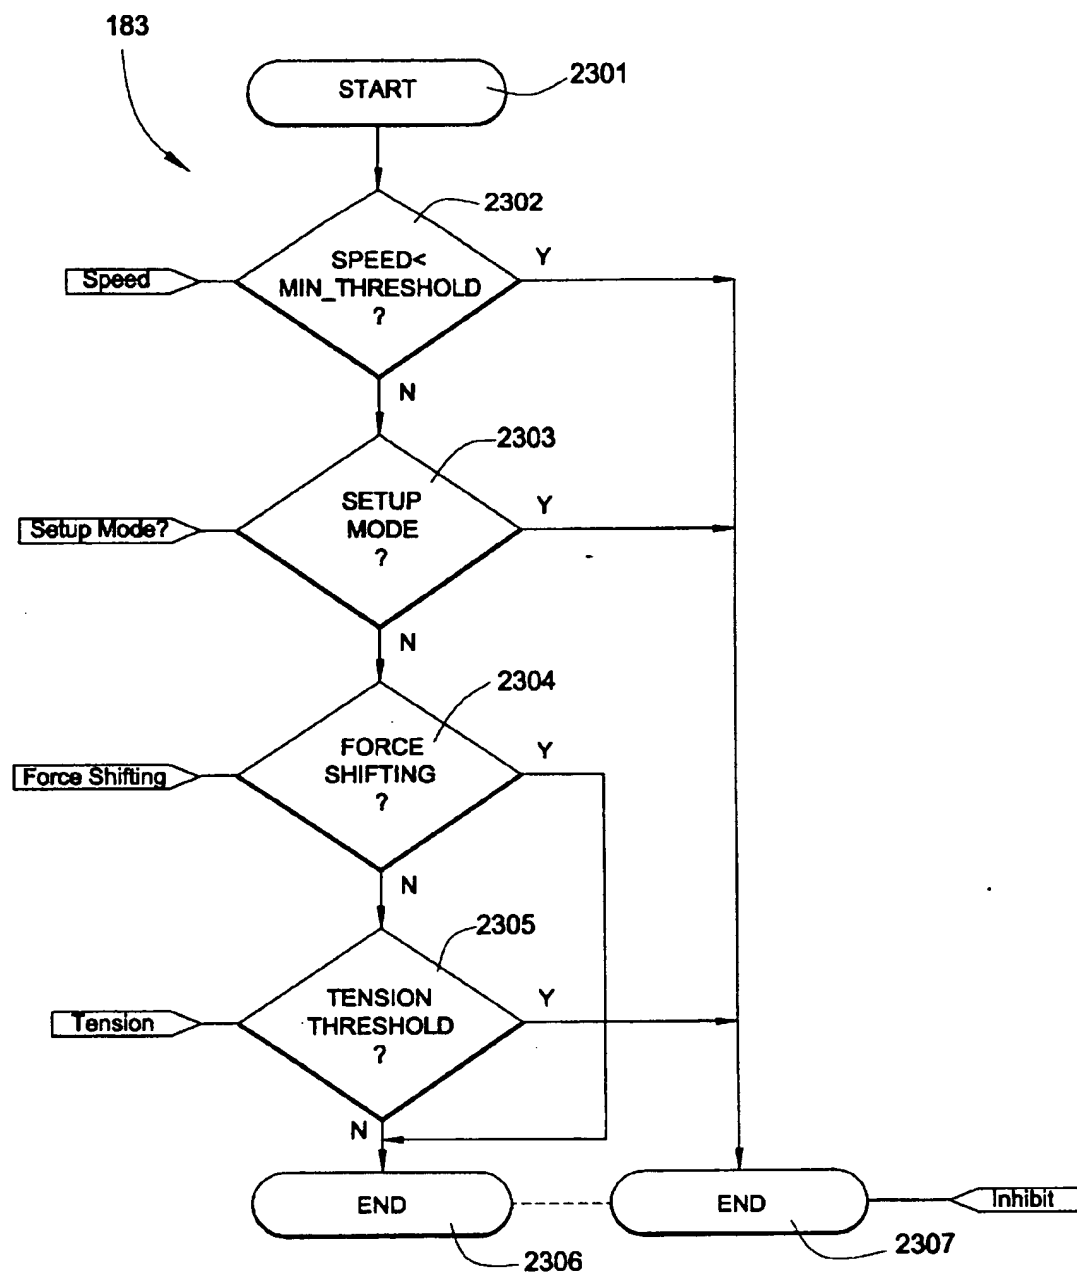 183
START
2301
2302
SPEED<
MIN_THRESHOLD
?
Y
Speed
N
2303
SETUP
MODE
?
Y
Setup Mode?
N
2304
FORCE
SHIFTING
?
Y
Force Shifting
N
2305
TENSION
THRESHOLD
?
Y
Tension
N
END
END
Inhibit
2306
2307